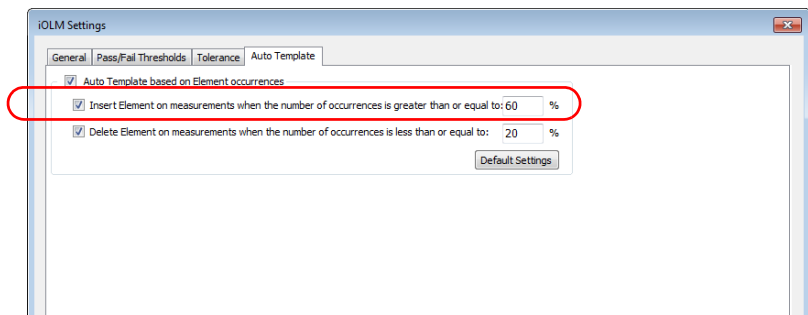 iOLM Settings
General Pass/Fail Thresholds Tolerance Auto Template
Auto Template based on Element occurrences
Insert Element on measurements when the number of occurrences is greater than or equal to: 60 %
Delete Element on measurements when the number of occurrences is less than or equal to: 20 %
Default Settings